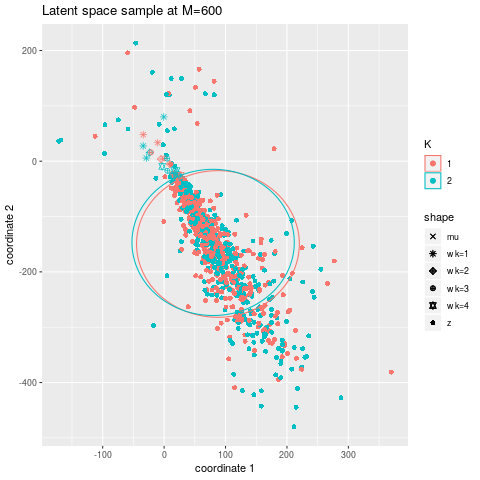 Latent space sample at M=600
200
0
-200
-400
-100
0
100
200
300
coordinate 1
coordinate 2
K
1
2
shape
mu
w k=1
w k=2
w k=3
w k=4
z